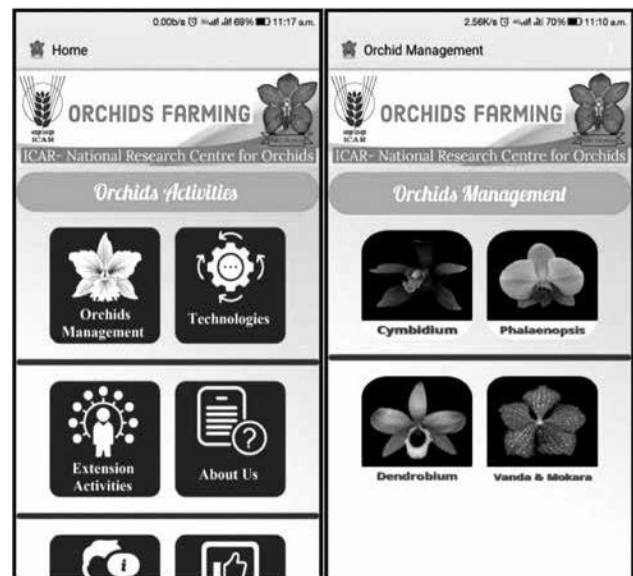 0.00b/s 69% 11:17 a.m.
Home
ORCHIDS FARMING
ICAR
ICAR- National Research Centre for Orchids
Orchids Activities
Orchids
Management
Technologies
Extension
Activities
About Us
2.56K/s 70% 11:10 a.m.
Orchid Management
ORCHIDS FARMING
ICAR
ICAR- National Research Centre for Orchids
Orchids Management
Cymbidium
Phalaenopsis
Dendrobium
Vanda & Mokara